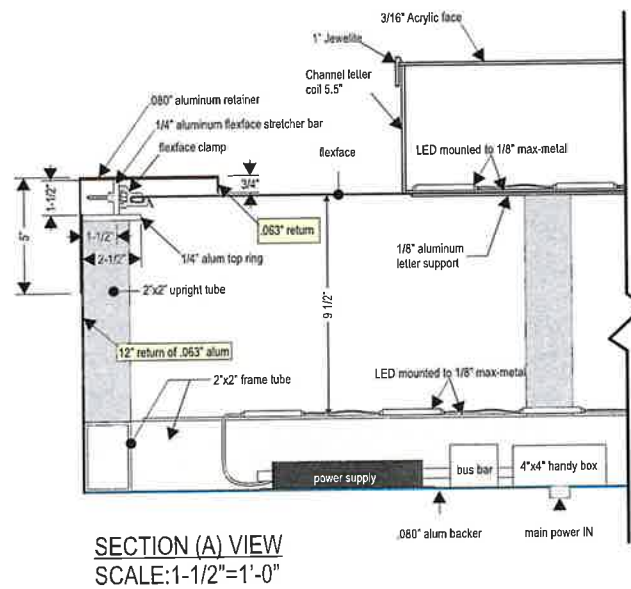 3/16" Acrylic face
1" Jewelite
Channel letter
coil 5.5"
.080" aluminum retainer
1/4" aluminum flexface stretcher bar
flexface clamp
flexface
LED mounted to 1/8" max-metal
3/4"
1-1/2"
.063" return
5"
1-1/2"
2-1/2"
1/4" alum top ring
1/8" aluminum
letter support
2"x2" upright tube
9 1/2"
12" return of .063" alum
2"x2" frame tube
LED mounted to 1/8" max-metal
power supply
bus bar
4"x4" handy box
.080" alum backer
main power IN
SECTION (A) VIEW
SCALE:1-1/2"=1'-0"